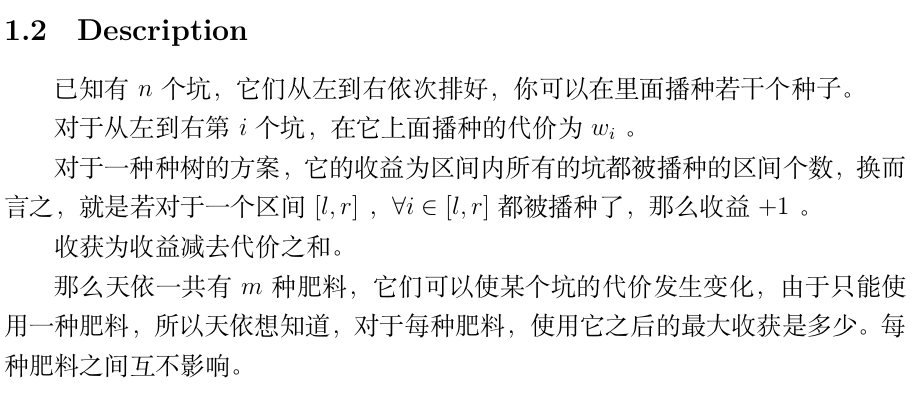 1.2 Description
已知有 n 个坑，它们从左到右依次排好，你可以在里面播种若干个种子。
对于从左到右第 i 个坑，在它上面播种的代价为 wᵢ 。
对于一种种树的方案，它的收益为区间内所有的坑都被播种的区间个数，换而
言之，就是若对于一个区间 [l, r] ，∀i ∈ [l, r] 都被播种了，那么收益 +1 。
收获为收益减去代价之和。
那么天依一共有 m 种肥料，它们可以使某个坑的代价发生变化，由于只能使
用一种肥料，所以天依想知道，对于每种肥料，使用它之后的最大收获是多少。每
种肥料之间互不影响。